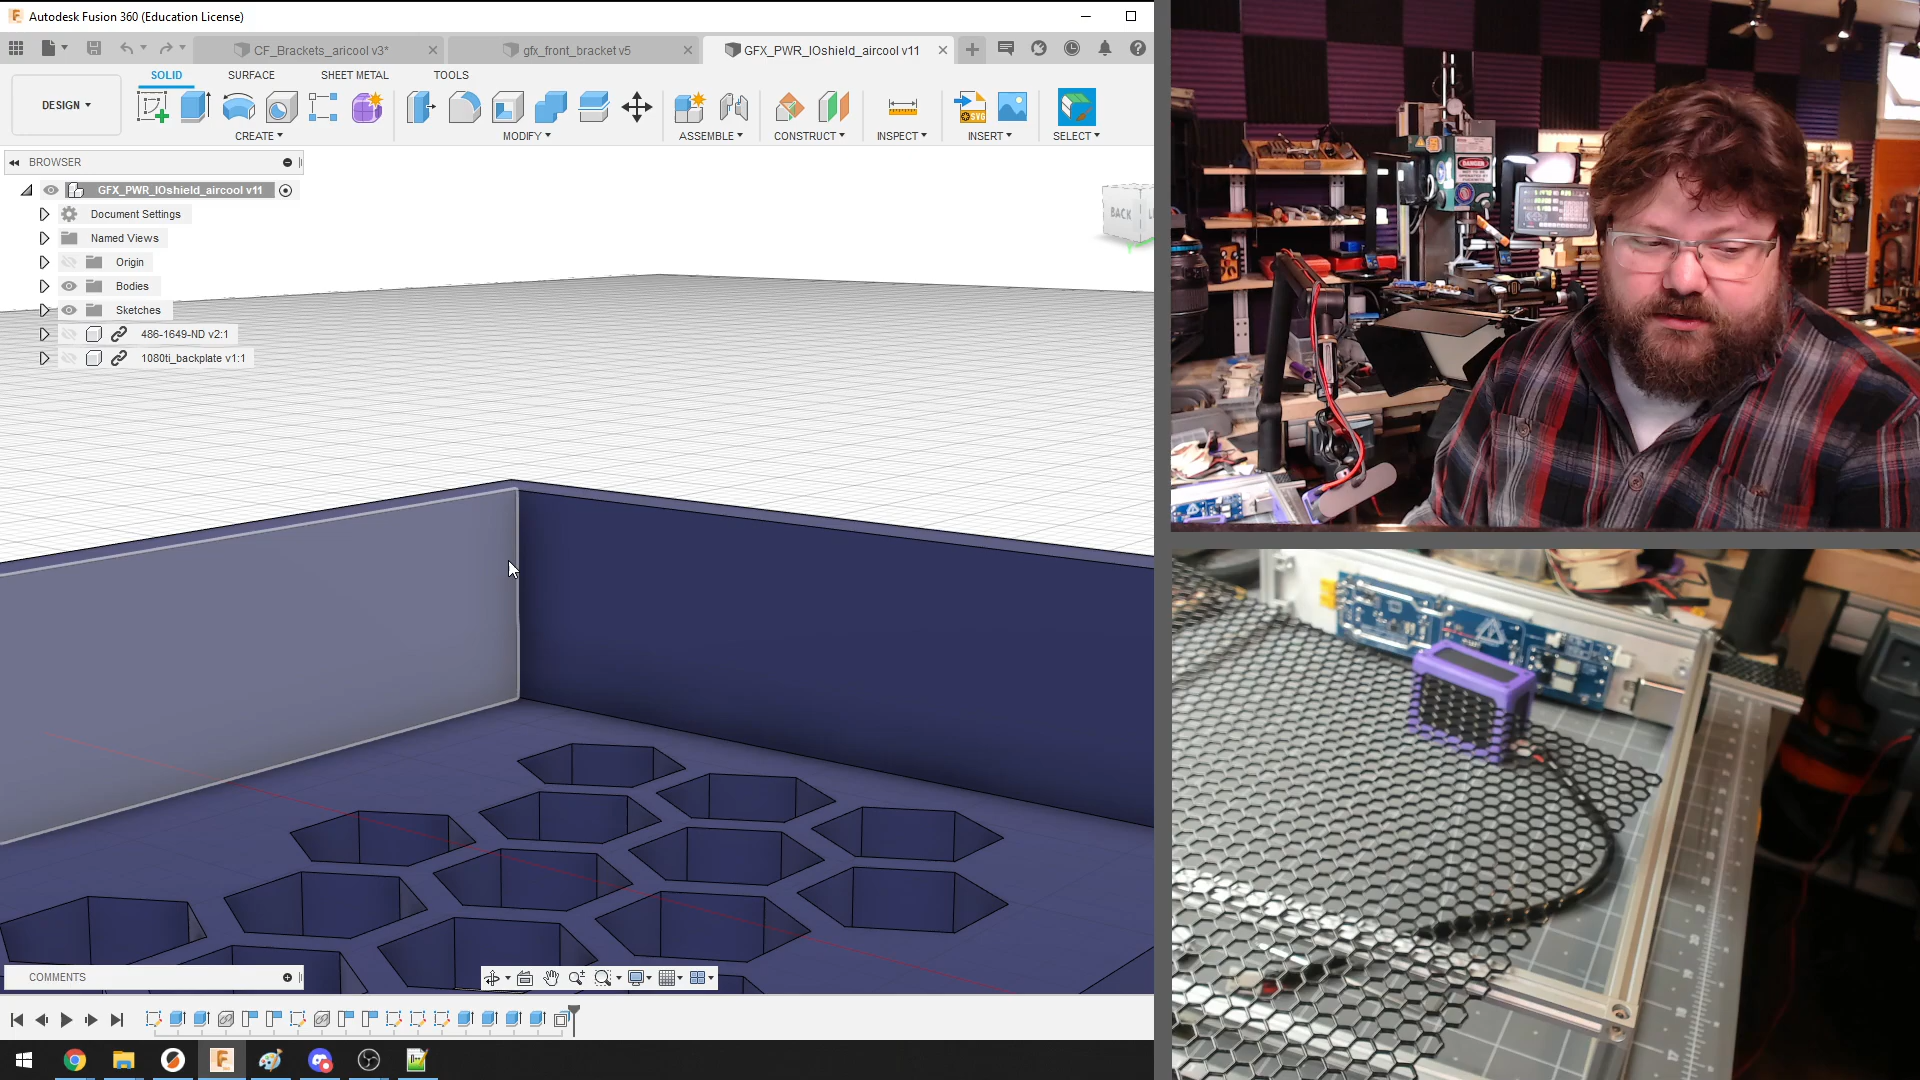 Autodesk Fusion 360 (Education License)
CF_Brackets_aricool v3*
gfx_front_bracket v5
GFX_PWR_IOshield_aircool v11
SOLID
SURFACE
SHEET METAL
TOOLS
DESIGN
CREATE
MODIFY
ASSEMBLE
CONSTRUCT
INSPECT
INSERT
SELECT
BROWSER
GFX_PWR_IOshield_aircool v11
Document Settings
Named Views
Origin
Bodies
Sketches
486-1649-ND v2:1
1080ti_backplate v1:1
BACK
COMMENTS
DANGER